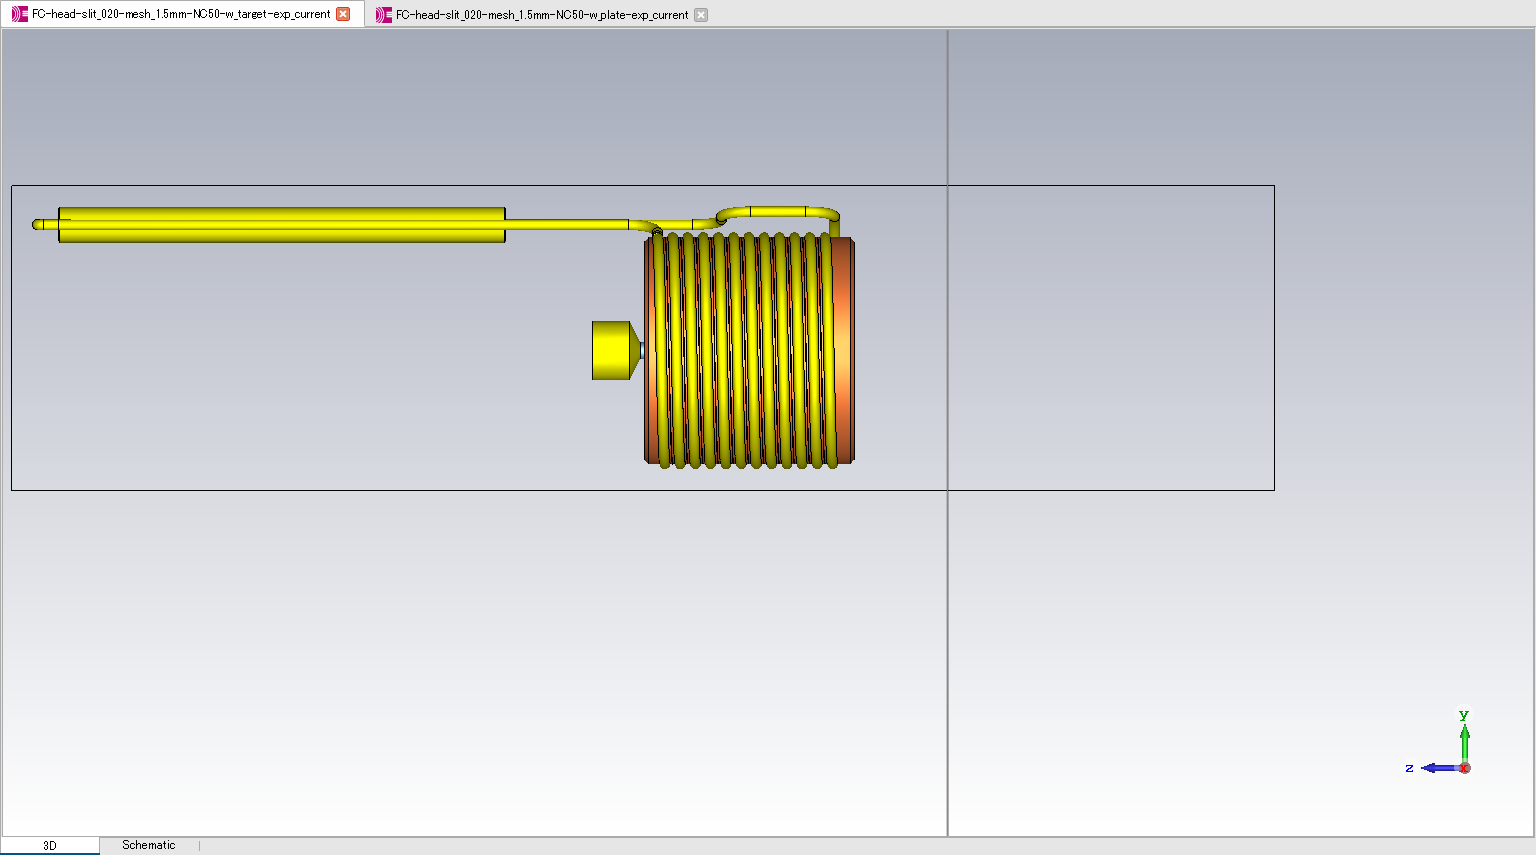 FC-head-slit_020-mesh_1.5mm-NC50-w_target-exp_current
FC-head-slit_020-mesh_1.5mm-NC50-w_plate-exp_current
y
z
x
3D
Schematic